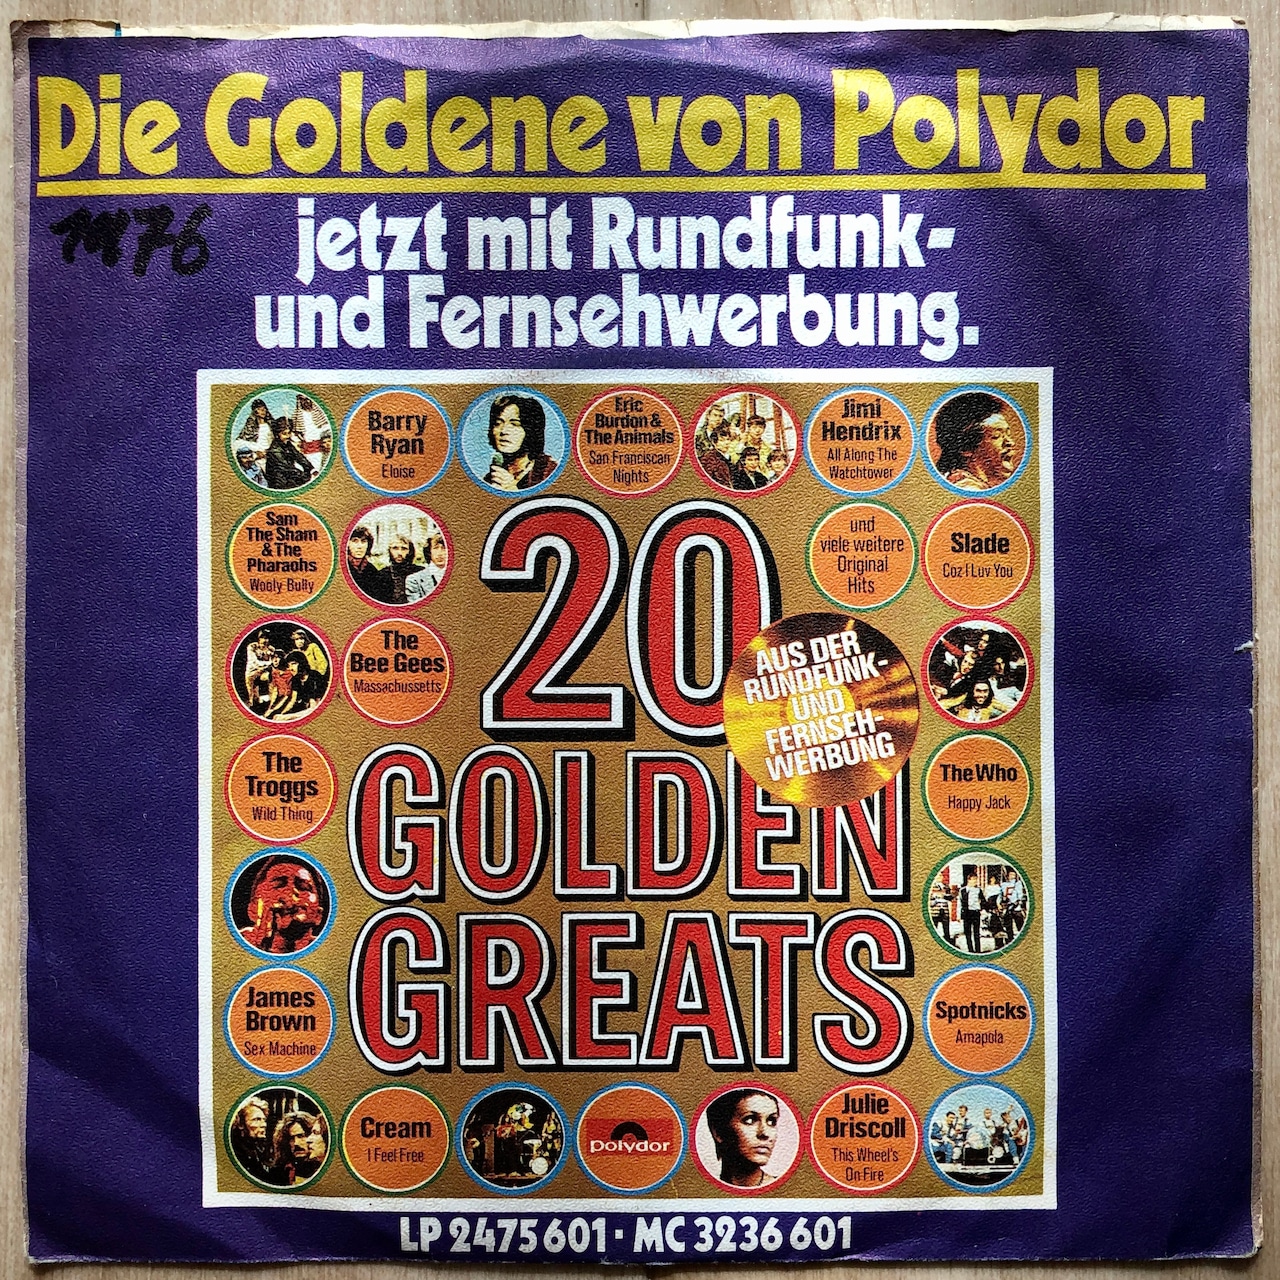 Die Goldene von Polydor
1176
jetzt mit Rundfunk-
und Fernsehwerbung.
Barry
Ryan
Eloise
Eric
Burdon &
The Animals
San Franciscan
Nights
Jimi
Hendrix
All Along The
Watchtower
Sam
The Sham
& The
Pharaohs
Wooly Bully
und
viele weitere
Original
Hits
Slade
Coz I Luv You
The
Bee Gees
Massachussetts
20
GOLDEN
GREATS
AUS DER
RUNDFUNK-
UND
FERNSEH-
WERBUNG
The
Troggs
Wild Thing
The Who
Happy Jack
James
Brown
Sex Machine
Spotnicks
Amapola
Cream
I Feel Free
polydor
Julie
Driscoll
This Wheel's
On Fire
LP 2475 601 · MC 3236 601